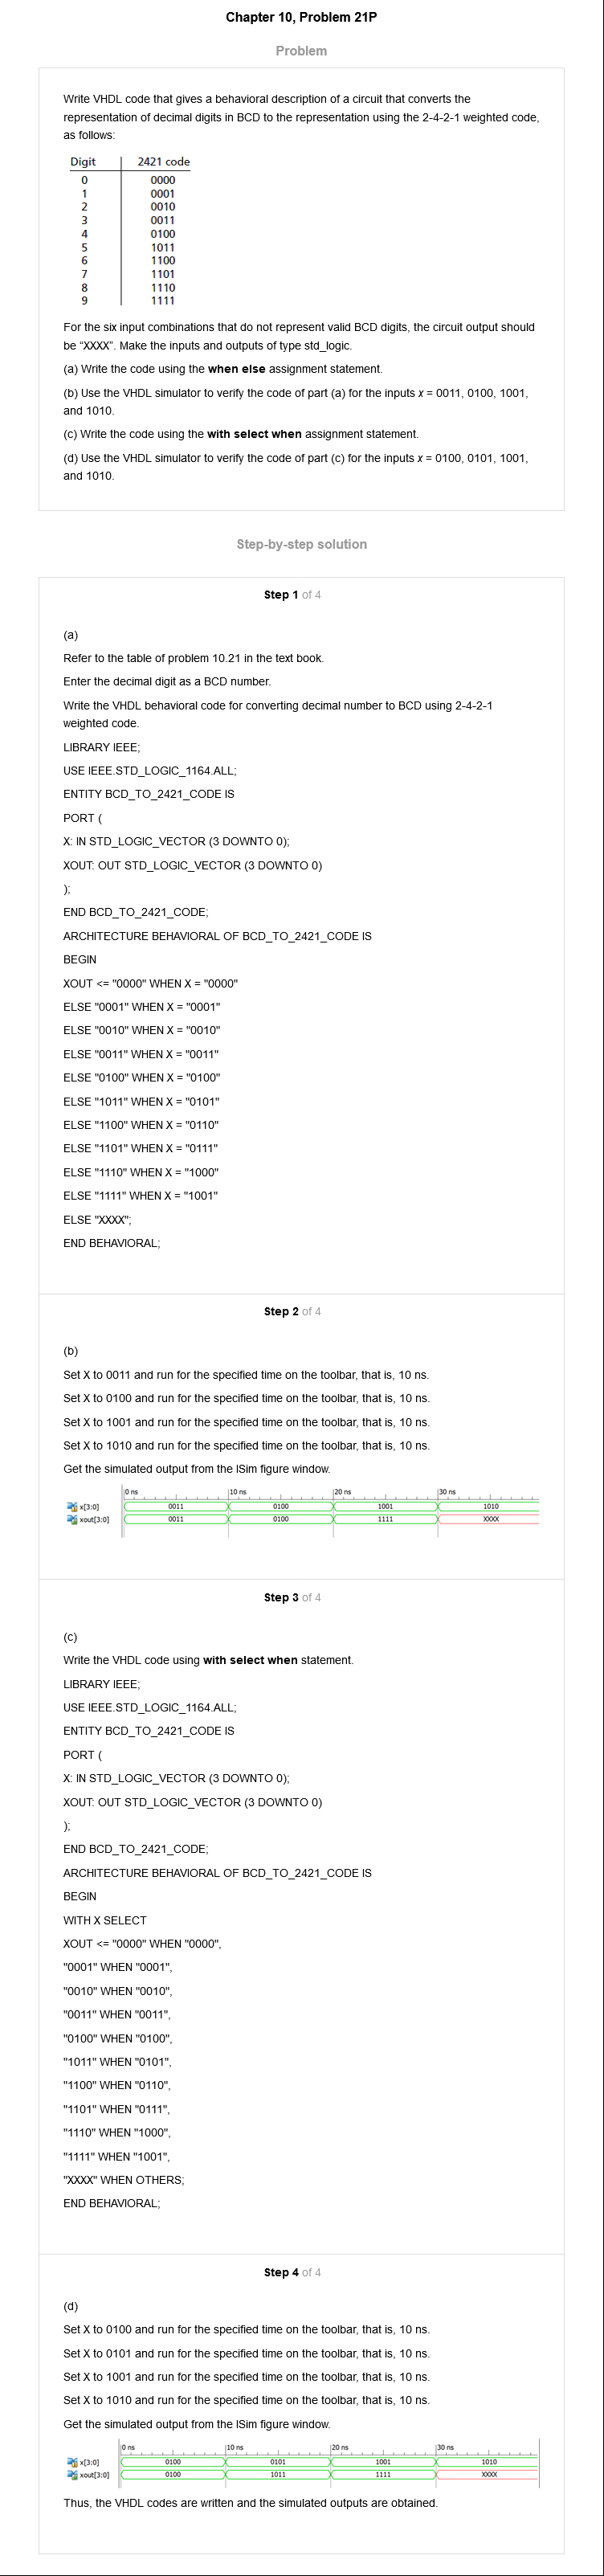 Chapter 10, Problem 21P
Problem
Write VHDL code that gives a behavioral description of a circuit that converts the
representation of decimal digits in BCD to the representation using the 2-4-2-1 weighted code,
as follows:
Digit 2421 code
0 0000
1 0001
2 0010
3 0011
4 0100
5 1011
6 1100
7 1101
8 1110
9 1111
For the six input combinations that do not represent valid BCD digits, the circuit output should
be “XXXX”. Make the inputs and outputs of type std_logic.
(a) Write the code using the when else assignment statement.
(b) Use the VHDL simulator to verify the code of part (a) for the inputs x = 0011, 0100, 1001,
and 1010.
(c) Write the code using the with select when assignment statement.
(d) Use the VHDL simulator to verify the code of part (c) for the inputs x = 0100, 0101, 1001,
and 1010.
Step-by-step solution
Step 1 of 4
(a)
Refer to the table of problem 10.21 in the text book.
Enter the decimal digit as a BCD number.
Write the VHDL behavioral code for converting decimal number to BCD using 2-4-2-1
weighted code.
LIBRARY IEEE;
USE IEEE.STD_LOGIC_1164.ALL;
ENTITY BCD_TO_2421_CODE IS
PORT (
X: IN STD_LOGIC_VECTOR (3 DOWNTO 0);
XOUT: OUT STD_LOGIC_VECTOR (3 DOWNTO 0)
);
END BCD_TO_2421_CODE;
ARCHITECTURE BEHAVIORAL OF BCD_TO_2421_CODE IS
BEGIN
XOUT <= "0000" WHEN X = "0000"
ELSE "0001" WHEN X = "0001"
ELSE "0010" WHEN X = "0010"
ELSE "0011" WHEN X = "0011"
ELSE "0100" WHEN X = "0100"
ELSE "1011" WHEN X = "0101"
ELSE "1100" WHEN X = "0110"
ELSE "1101" WHEN X = "0111"
ELSE "1110" WHEN X = "1000"
ELSE "1111" WHEN X = "1001"
ELSE "XXXX";
END BEHAVIORAL;
Step 2 of 4
(b)
Set X to 0011 and run for the specified time on the toolbar, that is, 10 ns.
Set X to 0100 and run for the specified time on the toolbar, that is, 10 ns.
Set X to 1001 and run for the specified time on the toolbar, that is, 10 ns.
Set X to 1010 and run for the specified time on the toolbar, that is, 10 ns.
Get the simulated output from the ISim figure window.
0 ns 10 ns 20 ns 30 ns
x[3:0] 0011 0100 1001 1010
xout[3:0] 0011 0100 1111 XXXX
Step 3 of 4
(c)
Write the VHDL code using with select when statement.
LIBRARY IEEE;
USE IEEE.STD_LOGIC_1164.ALL;
ENTITY BCD_TO_2421_CODE IS
PORT (
X: IN STD_LOGIC_VECTOR (3 DOWNTO 0);
XOUT: OUT STD_LOGIC_VECTOR (3 DOWNTO 0)
);
END BCD_TO_2421_CODE;
ARCHITECTURE BEHAVIORAL OF BCD_TO_2421_CODE IS
BEGIN
WITH X SELECT
XOUT <= "0000" WHEN "0000",
"0001" WHEN "0001",
"0010" WHEN "0010",
"0011" WHEN "0011",
"0100" WHEN "0100",
"1011" WHEN "0101",
"1100" WHEN "0110",
"1101" WHEN "0111",
"1110" WHEN "1000",
"1111" WHEN "1001",
"XXXX" WHEN OTHERS;
END BEHAVIORAL;
Step 4 of 4
(d)
Set X to 0100 and run for the specified time on the toolbar, that is, 10 ns.
Set X to 0101 and run for the specified time on the toolbar, that is, 10 ns.
Set X to 1001 and run for the specified time on the toolbar, that is, 10 ns.
Set X to 1010 and run for the specified time on the toolbar, that is, 10 ns.
Get the simulated output from the ISim figure window.
0 ns 10 ns 20 ns 30 ns
x[3:0] 0100 0101 1001 1010
xout[3:0] 0100 1011 1111 XXXX
Thus, the VHDL codes are written and the simulated outputs are obtained.